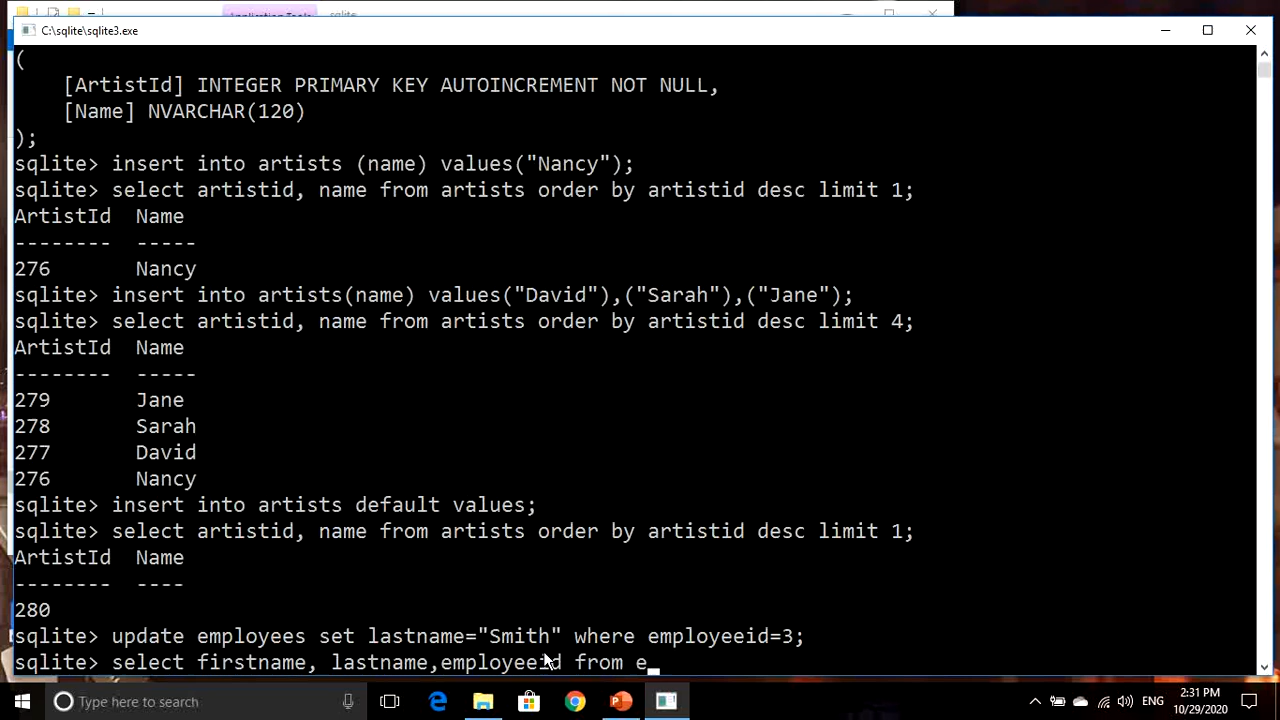 Application Tools sqlite
C:\sqlite\sqlite3.exe
(
[ArtistId] INTEGER PRIMARY KEY AUTOINCREMENT NOT NULL,
[Name] NVARCHAR(120)
);
sqlite> insert into artists (name) values("Nancy");
sqlite> select artistid, name from artists order by artistid desc limit 1;
ArtistId Name
-------- -----
276 Nancy
sqlite> insert into artists(name) values("David"),("Sarah"),("Jane");
sqlite> select artistid, name from artists order by artistid desc limit 4;
ArtistId Name
-------- -----
279 Jane
278 Sarah
277 David
276 Nancy
sqlite> insert into artists default values;
sqlite> select artistid, name from artists order by artistid desc limit 1;
ArtistId Name
-------- ----
280
sqlite> update employees set lastname="Smith" where employeeid=3;
sqlite> select firstname, lastname,employeeid from e_
Type here to search
ENG
2:31 PM
10/29/2020